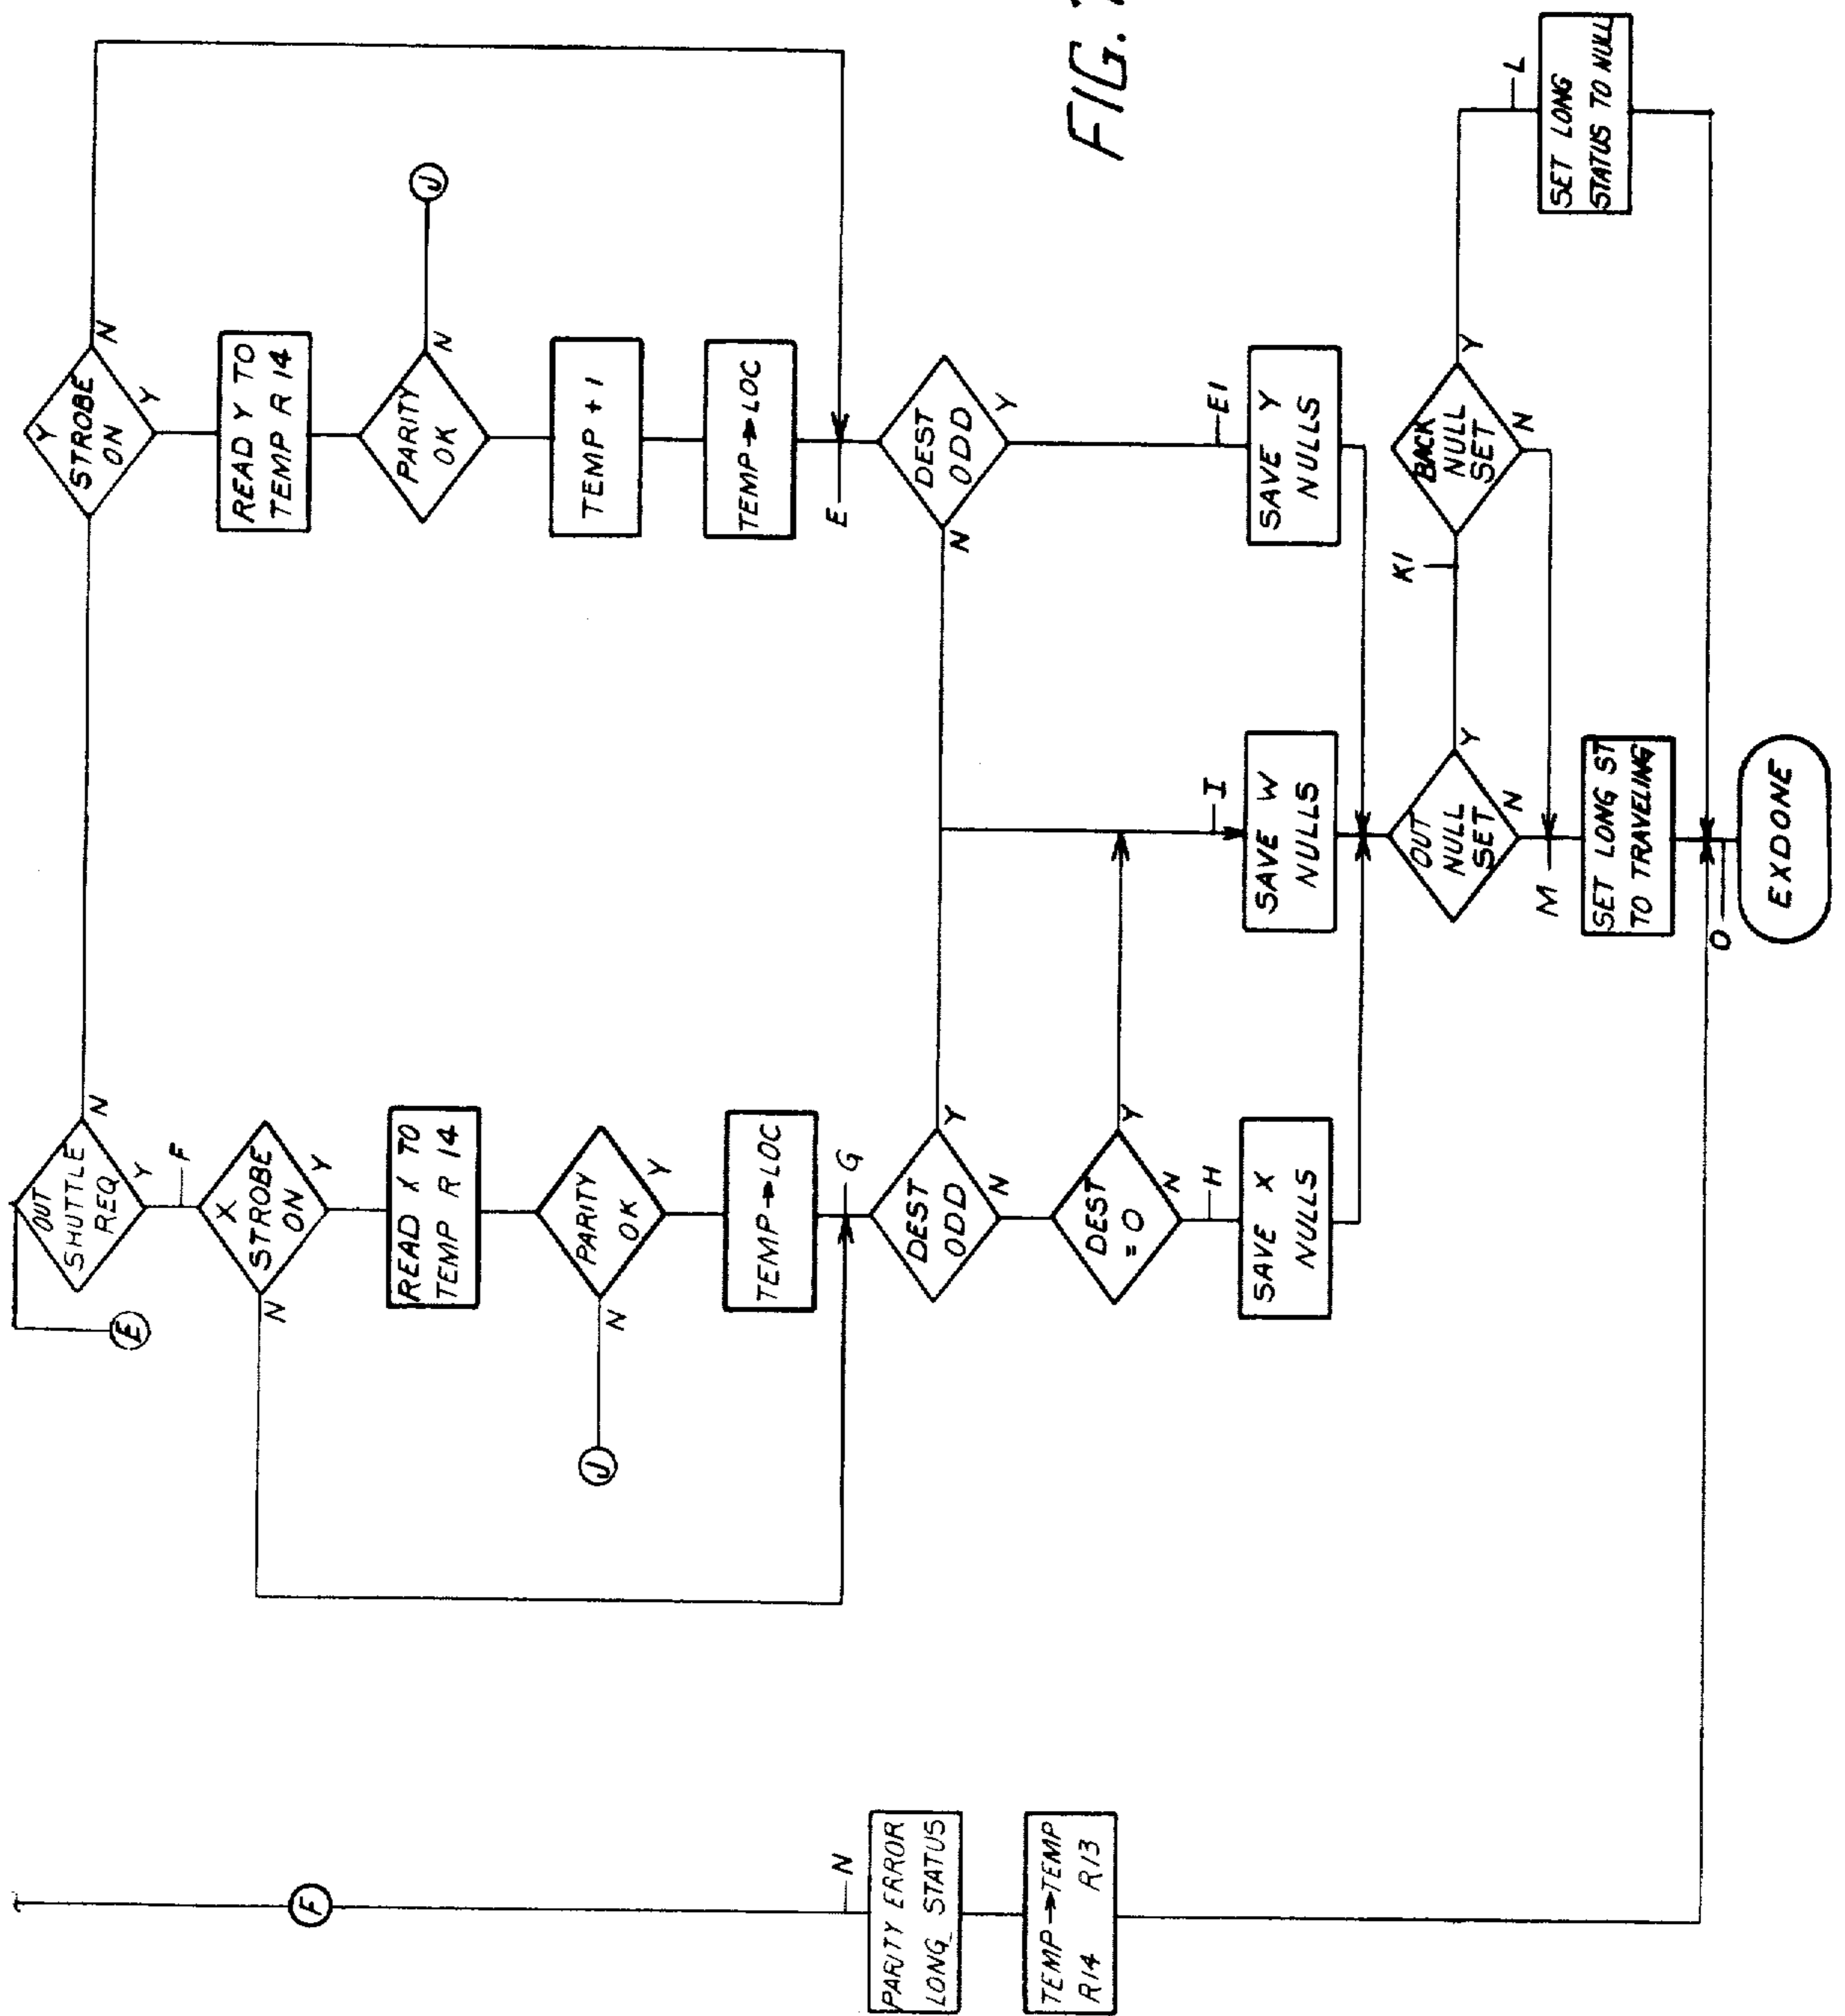 OUT
SHUTTLE
REQ
N
Y
E
F
Y
STROBE
ON
N
Y
X
STROBE
ON
N
Y
READ Y TO
TEMP R 14
READ X TO
TEMP R 14
F
PARITY
OK
N
J
PARITY
OK
N
Y
J
TEMP + 1
TEMP→LOC
TEMP→LOC
E
G
N
PARITY ERROR
LONG STATUS
TEMP→TEMP
R14 R13
DEST
ODD
Y
N
DEST
ODD
N
Y
DEST
=0
Y
N
H
I
E1
SAVE X
NULLS
SAVE W
NULLS
SAVE Y
NULLS
OUT
NULL
SET
Y
N
K1
BACK
NULL
SET
Y
N
L
M
SET LONG ST
TO TRAVELING
SET LONG
STATUS TO NULL
O
EXDONE
FIG.